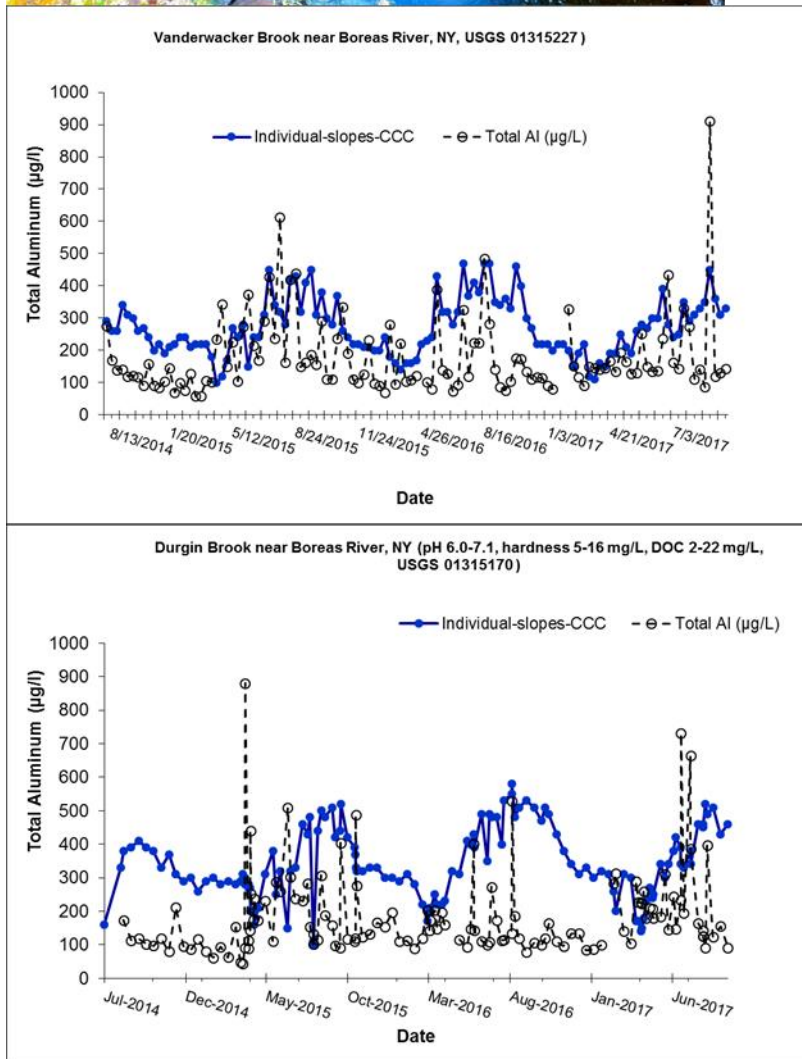 Vanderwacker Brook near Boreas River, NY, USGS 01315227 )
1000
900
800
700
600
500
400
300
200
100
0
Total Aluminum (µg/l)
Individual-slopes-CCC
Total Al (µg/L)
8/13/2014
1/20/2015
5/12/2015
8/24/2015
11/24/2015
4/26/2016
8/16/2016
1/3/2017
4/21/2017
7/3/2017
Date
Durgin Brook near Boreas River, NY (pH 6.0-7.1, hardness 5-16 mg/L, DOC 2-22 mg/L,
USGS 01315170)
Individual-slopes-CCC
Total Al (µg/L)
1000
900
800
700
600
500
400
300
200
100
0
Total Aluminum (µg/l)
Jul-2014
Dec-2014
May-2015
Oct-2015
Mar-2016
Aug-2016
Jan-2017
Jun-2017
Date